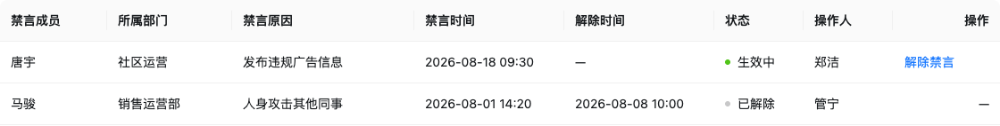 禁言成员 所属部门 禁言原因 禁言时间 解除时间 状态 操作人 操作
唐宇 社区运营 发布违规广告信息 2026-08-18 09:30 — 生效中 郑洁 解除禁言
马骏 销售运营部 人身攻击其他同事 2026-08-01 14:20 2026-08-08 10:00 已解除 管宁 —